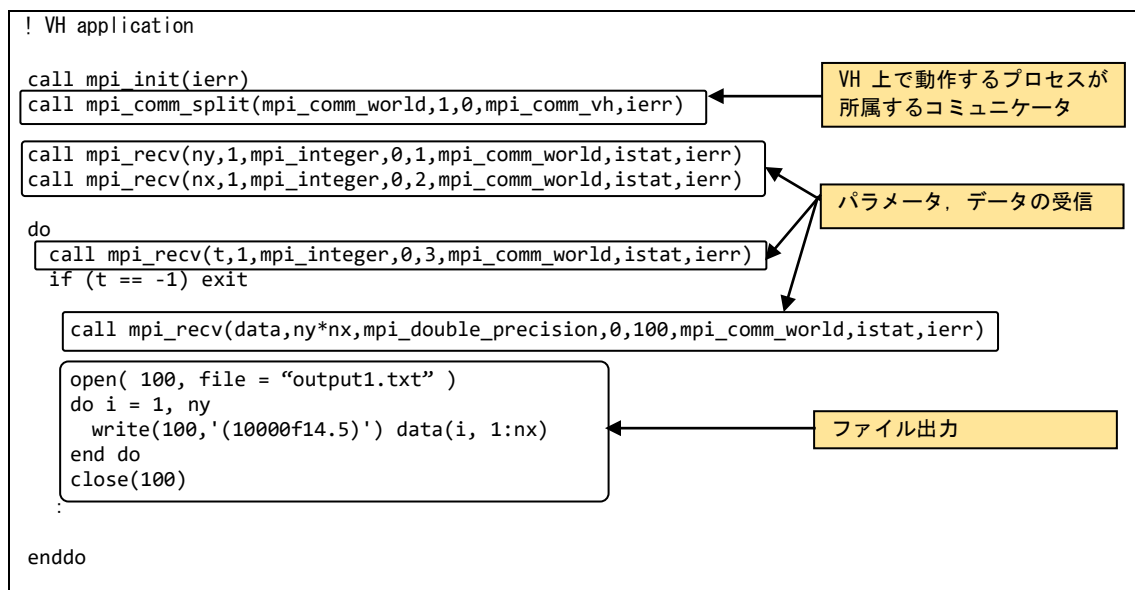 ! VH application
call mpi_init(ierr)
call mpi_comm_split(mpi_comm_world,1,0,mpi_comm_vh,ierr)
VH 上で動作するプロセスが
所属するコミュニケータ
call mpi_recv(ny,1,mpi_integer,0,1,mpi_comm_world,istat,ierr)
call mpi_recv(nx,1,mpi_integer,0,2,mpi_comm_world,istat,ierr)
パラメータ,データの受信
do
call mpi_recv(t,1,mpi_integer,0,3,mpi_comm_world,istat,ierr)
if (t == -1) exit
call mpi_recv(data,ny*nx,mpi_double_precision,0,100,mpi_comm_world,istat,ierr)
open( 100, file = “output1.txt” )
do i = 1, ny
write(100,'(10000f14.5)') data(i, 1:nx)
ファイル出力
end do
close(100)
:
enddo